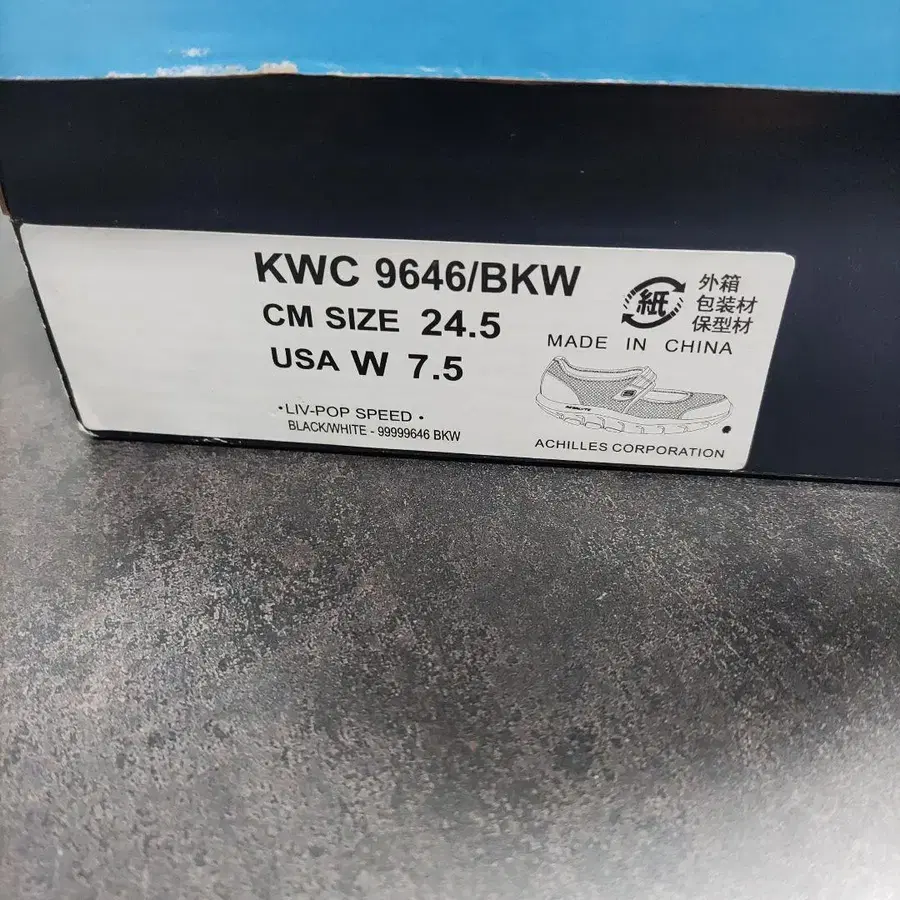 KWC 9646/BKW
CM SIZE 24.5
USA W 7.5
•LIV-POP SPEED •
BLACK/WHITE - 99999646 BKW
紙
外箱
包装材
保型材
MADE IN CHINA
ACHILLES CORPORATION